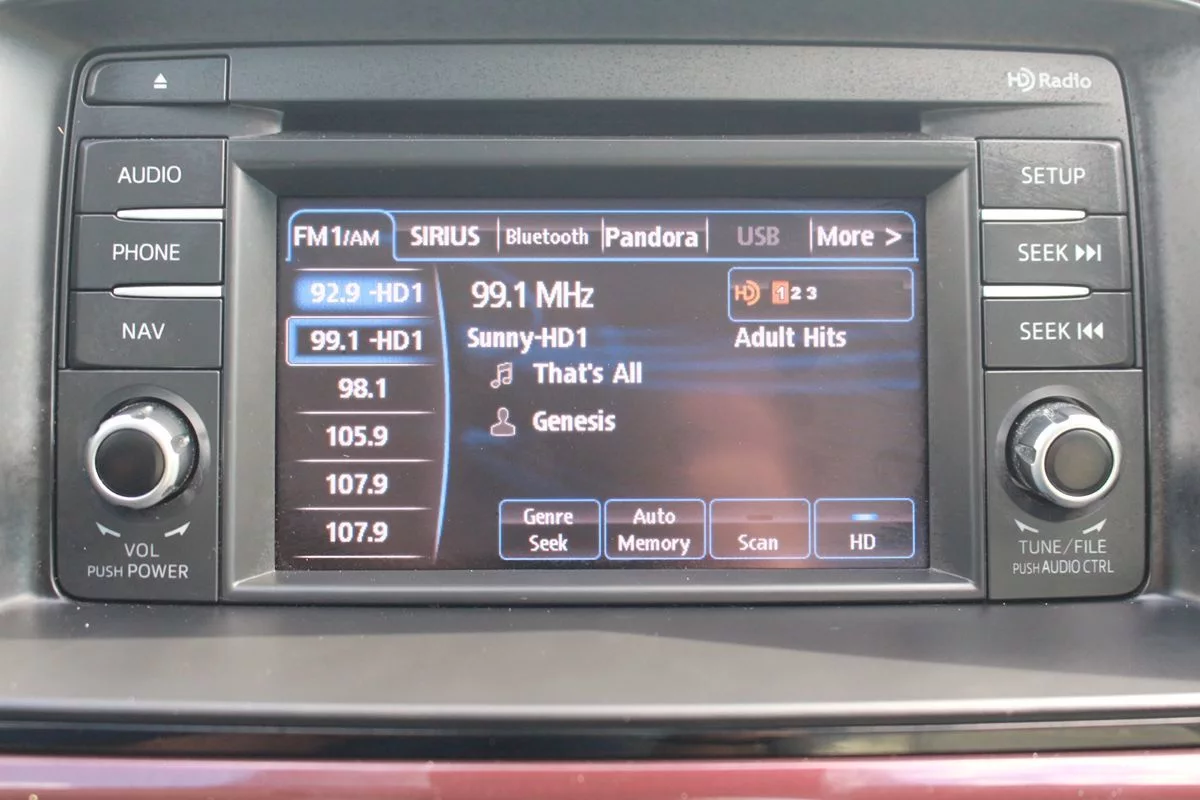 HD Radio
AUDIO
PHONE
NAV
VOL
PUSH POWER
FM1/AM SIRIUS Bluetooth Pandora USB More >
92.9 -HD1
99.1 -HD1
98.1
105.9
107.9
107.9
99.1 MHz
HD 1 2 3
Sunny-HD1 Adult Hits
That's All
Genesis
Genre Seek
Auto Memory
Scan
HD
SETUP
SEEK
SEEK
TUNE/FILE
PUSH AUDIO CTRL